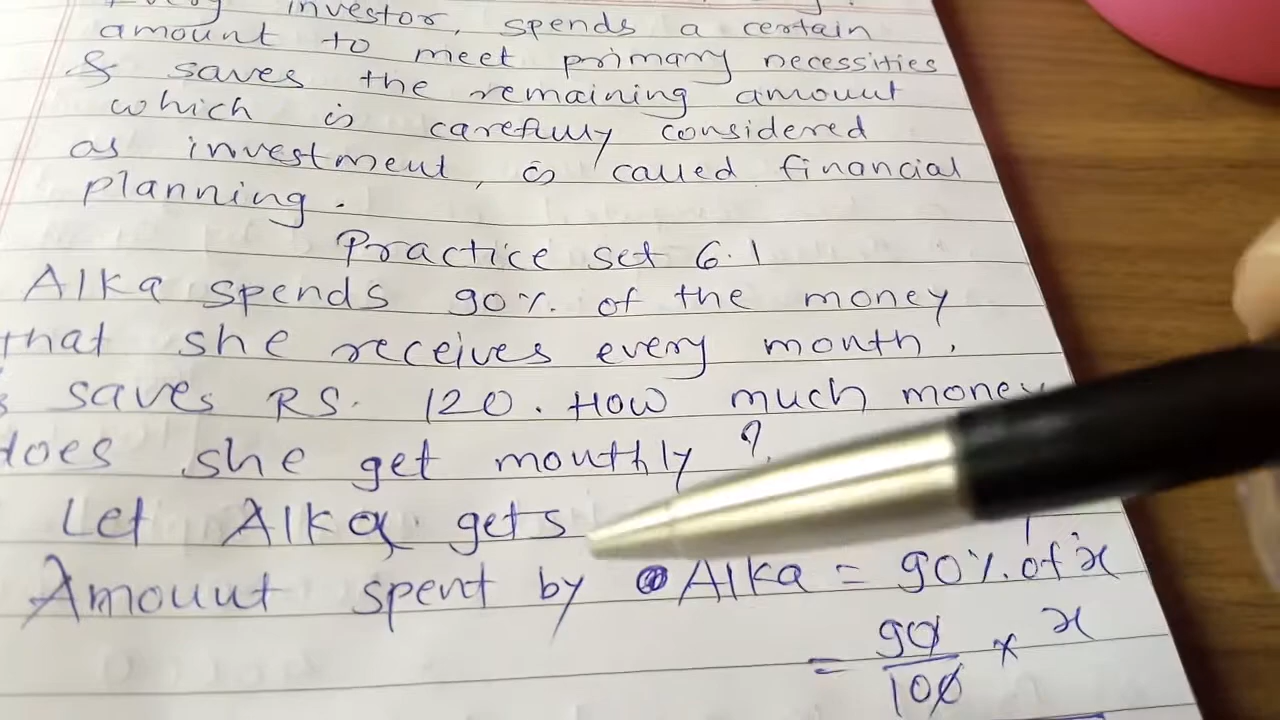 investor, spends a certain
amount to meet primary necessities
& saves the remaining amount
which is carefully considered
as investment, is called financial
planning.
Practice set 6.1
Alka spends 90% of the money
that she receives every month,
saves RS. 120. How much money
does she get monthly?
Let Alka gets
Amount spent by Alka = 90% of x
= 90/100 × x